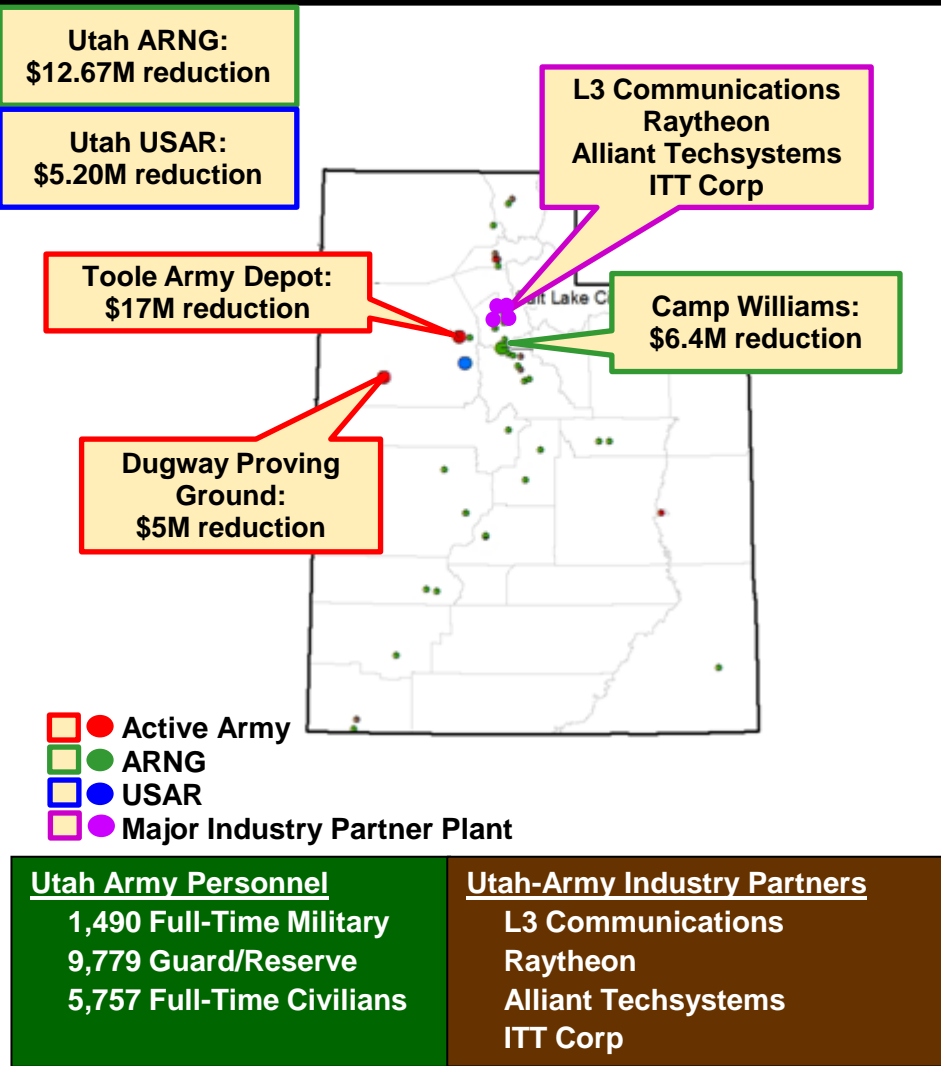 Utah ARNG:
$12.67M reduction
Utah USAR:
$5.20M reduction
L3 Communications
Raytheon
Alliant Techsystems
ITT Corp
Toole Army Depot:
$17M reduction
Lake
Camp Williams:
$6.4M reduction
Dugway Proving
Ground:
$5M reduction
Active Army
ARNG
USAR
Major Industry Partner Plant
Utah Army Personnel
1,490 Full-Time Military
9,779 Guard/Reserve
5,757 Full-Time Civilians
Utah-Army Industry Partners
L3 Communications
Raytheon
Alliant Techsystems
ITT Corp